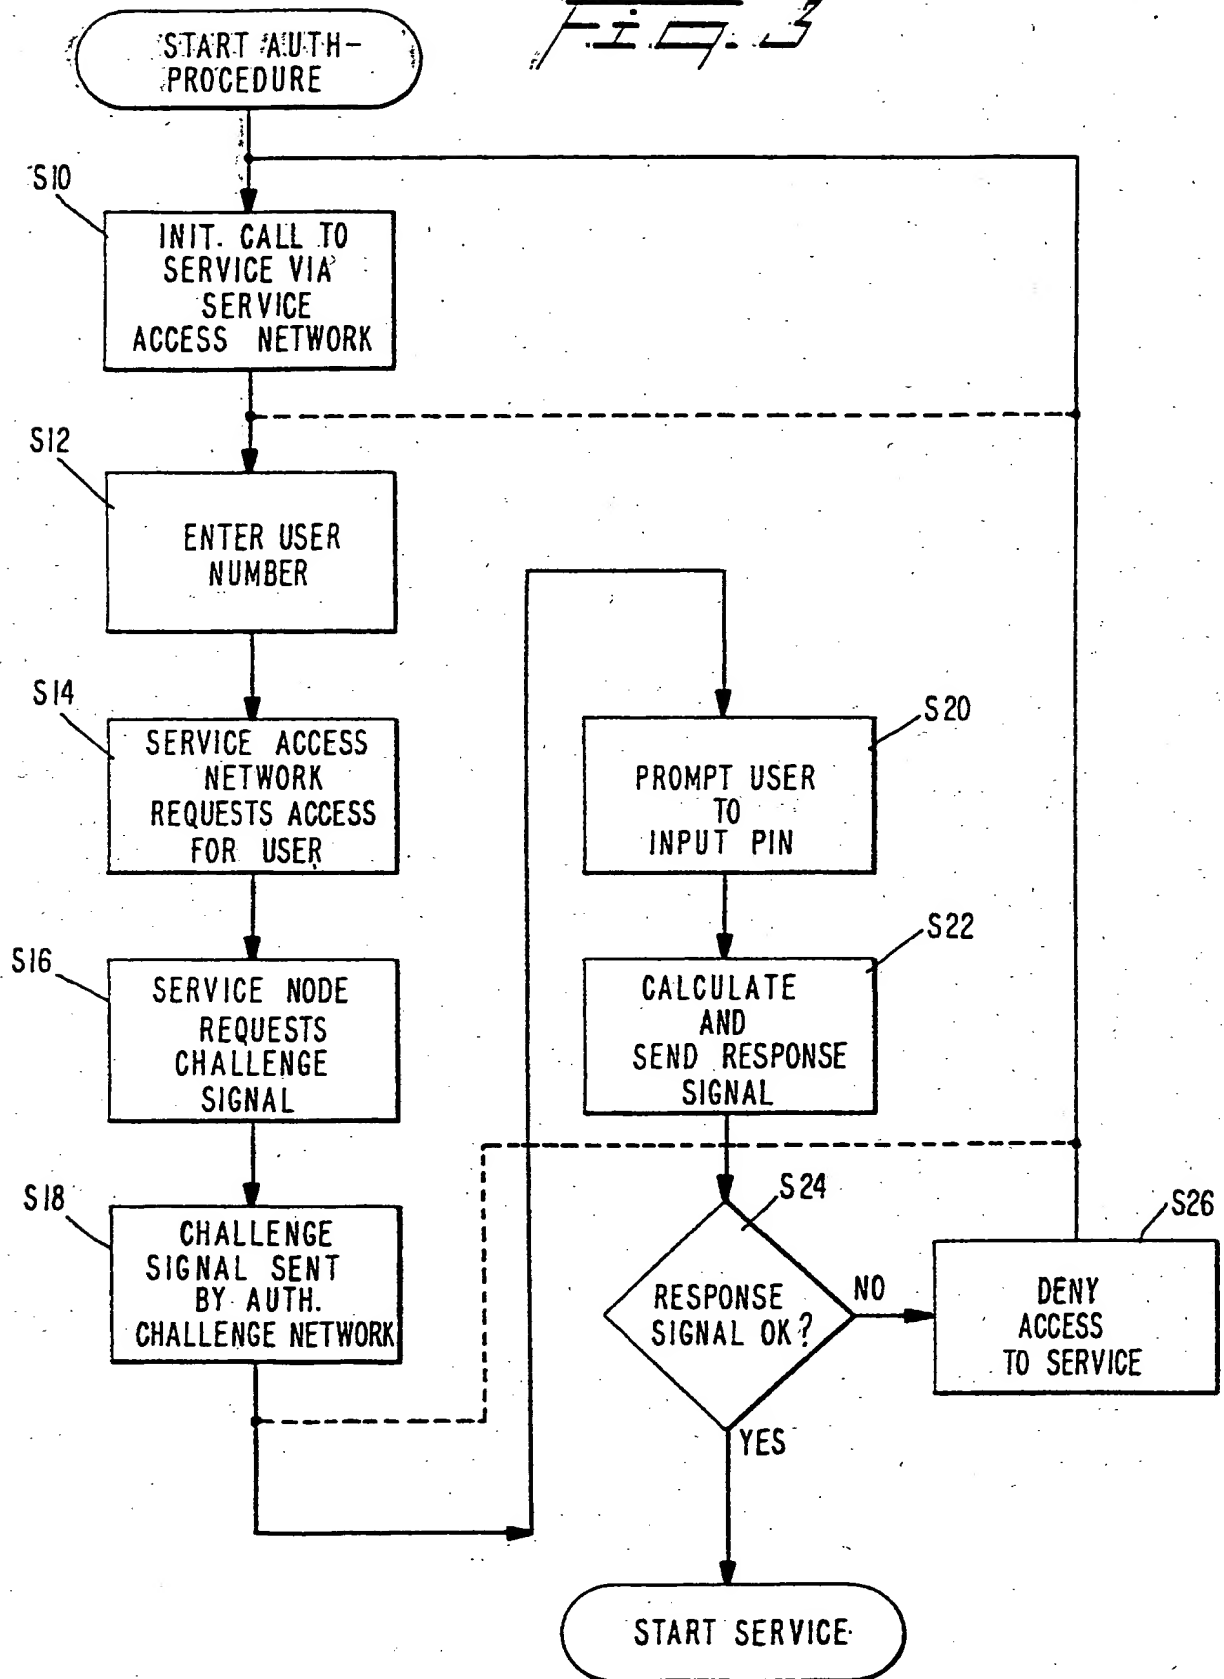 Fig. 3
START AUTH-
PROCEDURE
S10
INIT. CALL TO
SERVICE VIA
SERVICE
ACCESS NETWORK
S12
ENTER USER
NUMBER
S14
SERVICE ACCESS
NETWORK
REQUESTS ACCESS
FOR USER
S16
SERVICE NODE
REQUESTS
CHALLENGE
SIGNAL
S18
CHALLENGE
SIGNAL SENT
BY AUTH.
CHALLENGE NETWORK
S20
PROMPT USER
TO
INPUT PIN
S22
CALCULATE
AND
SEND RESPONSE
SIGNAL
S24
RESPONSE
SIGNAL OK?
NO
YES
S26
DENY
ACCESS
TO SERVICE
START SERVICE